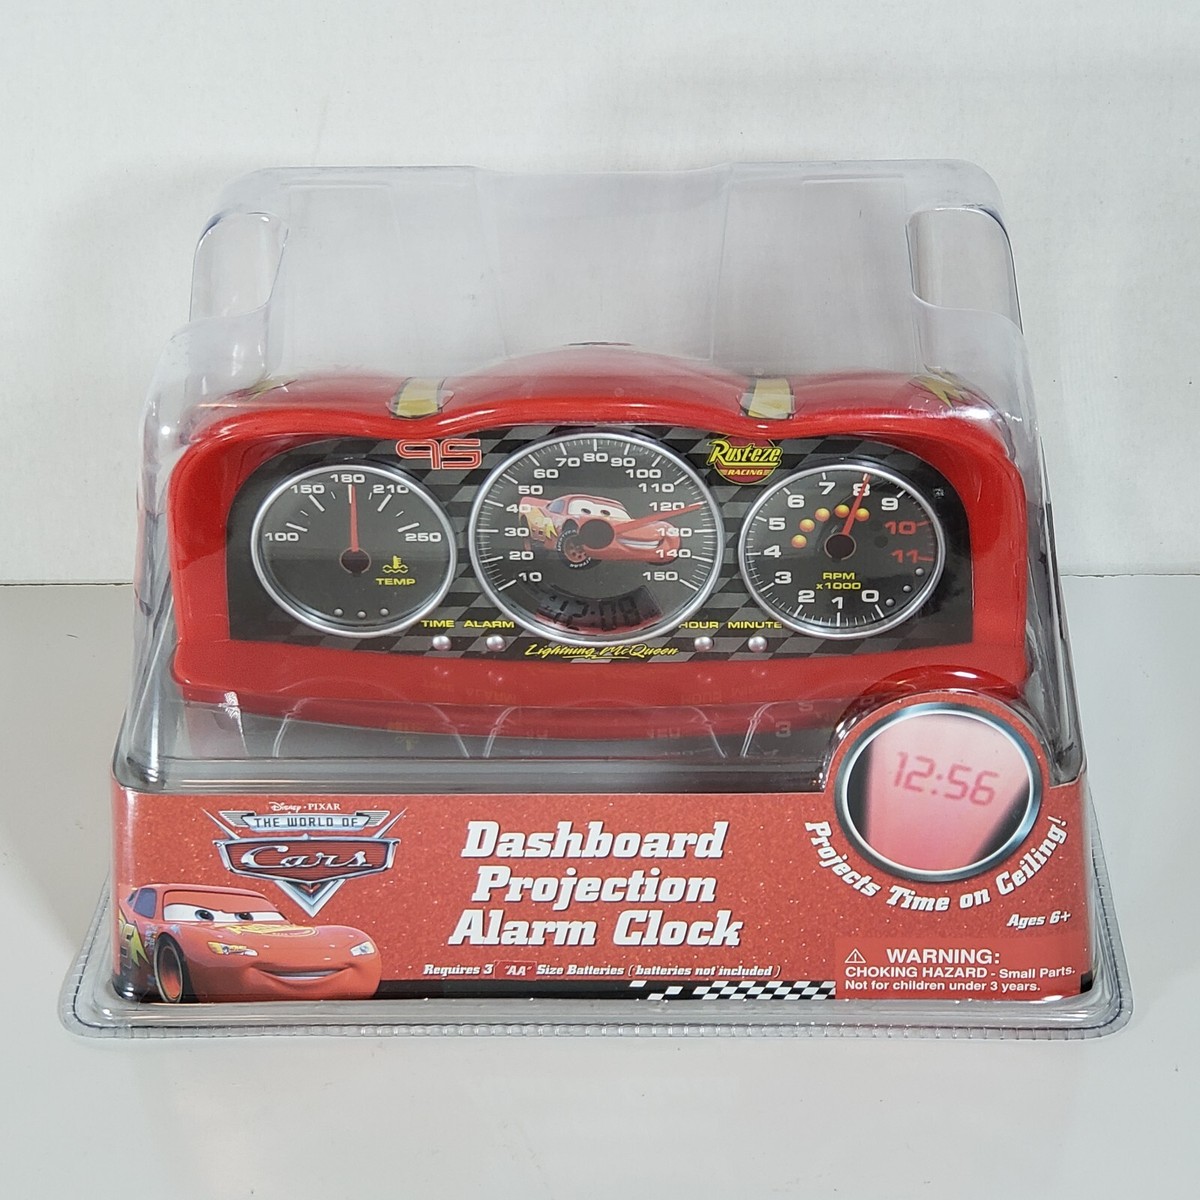 95
Rust-eze
RACING
100 150 180 210 250
TEMP
10 20 30 40 50 60 70 80 90 100 110 120 130 140 150
12:08
0 1 2 3 4 5 6 7 8 9 10 11
RPM
x1000
TIME ALARM HOUR MINUTE
Lightning McQueen
12:56
Projects Time on Ceiling!
Disney · PIXAR
THE WORLD OF
Cars
Dashboard
Projection
Alarm Clock
Requires 3 "AA" Size Batteries (batteries not included)
Ages 6+
WARNING:
CHOKING HAZARD - Small Parts.
Not for children under 3 years.